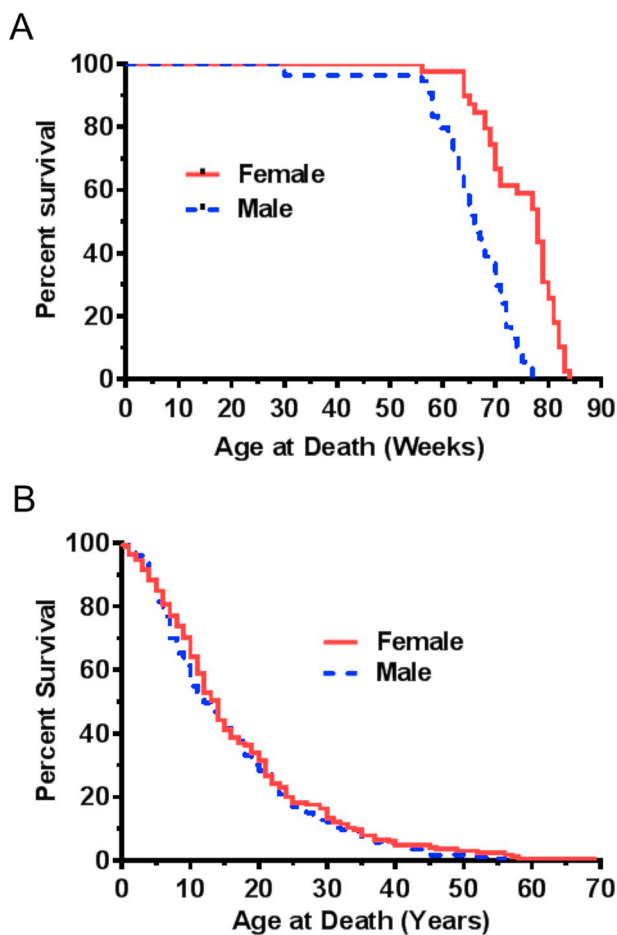 A
100
80
60
40
20
0
Percent survival
Female
Male
0 10 20 30 40 50 60 70 80 90
Age at Death (Weeks)
B
100
80
60
40
20
0
Percent Survival
Female
Male
0 10 20 30 40 50 60 70
Age at Death (Years)